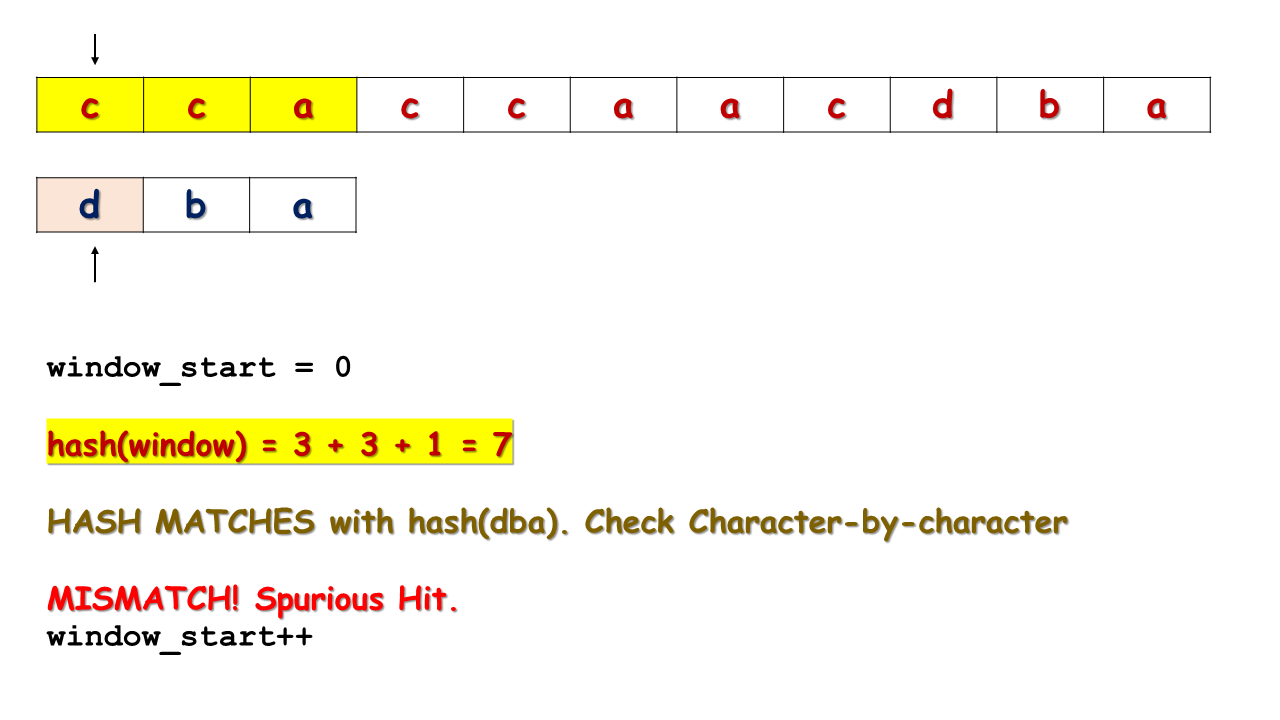 c c a c c a a c d b a
d b a
window_start = 0
hash(window) = 3 + 3 + 1 = 7
HASH MATCHES with hash(dba). Check Character-by-character
MISMATCH! Spurious Hit.
window_start++